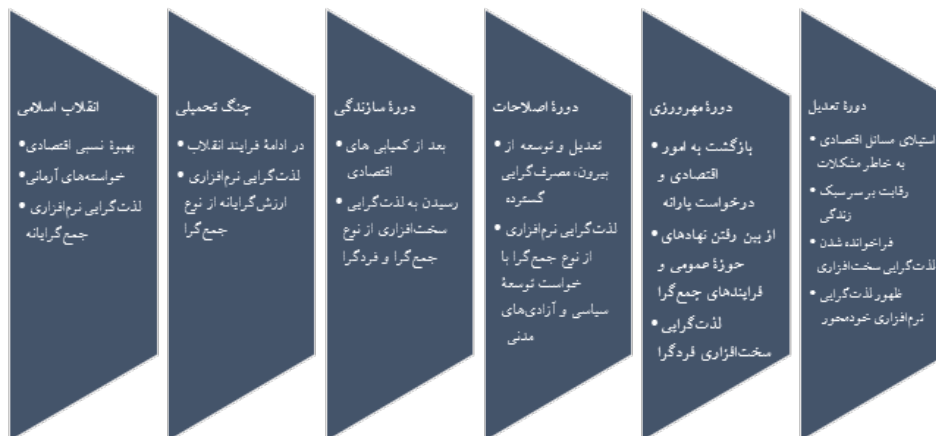 انقلاب اسلامی
• بهبودٔ نسبی اقتصادی
• خواسته‌های آرمانی
• لذت‌گرایی نرم‌افزاری
جمع‌گرایانه
جنگ تحمیلی
• در ادامهٔ فرایند انقلاب
• لذت‌گرایی نرم‌افزاری
ارزش‌گرایانه از نوع
جمع‌گرا
دورهٔ سازندگی
• بعد از کمیابی های
اقتصادی
• رسیدن به لذت‌گرایی
سخت‌افزاری از نوع
جمع‌گرا و فردگرا
دورهٔ اصلاحات
• تعدیل و توسعه از
بیرون، مصرف‌گرایی
گسترده
• لذت‌گرایی نرم‌افزاری
از نوع جمع‌گرا با
خواست توسعهٔ
سیاسی و آزادی‌های
مدنی
دورهٔ مهرورزی
• بازگشت به امور
اقتصادی و
درخواست یارانه
• از بین رفتن نهادهای
حوزهٔ عمومی و
فرایندهای جمع‌گرا
• لذت‌گرایی
سخت‌افزاری فردگرا
دورهٔ تعدیل
• استیلای مسائل اقتصادی
به خاطر مشکلات
• رقابت بر سر سبک
زندگی
• فراخوانده شدن
لذت‌گرایی سخت‌افزاری
• ظهور لذت‌گرایی
نرم‌افزاری خودمحور